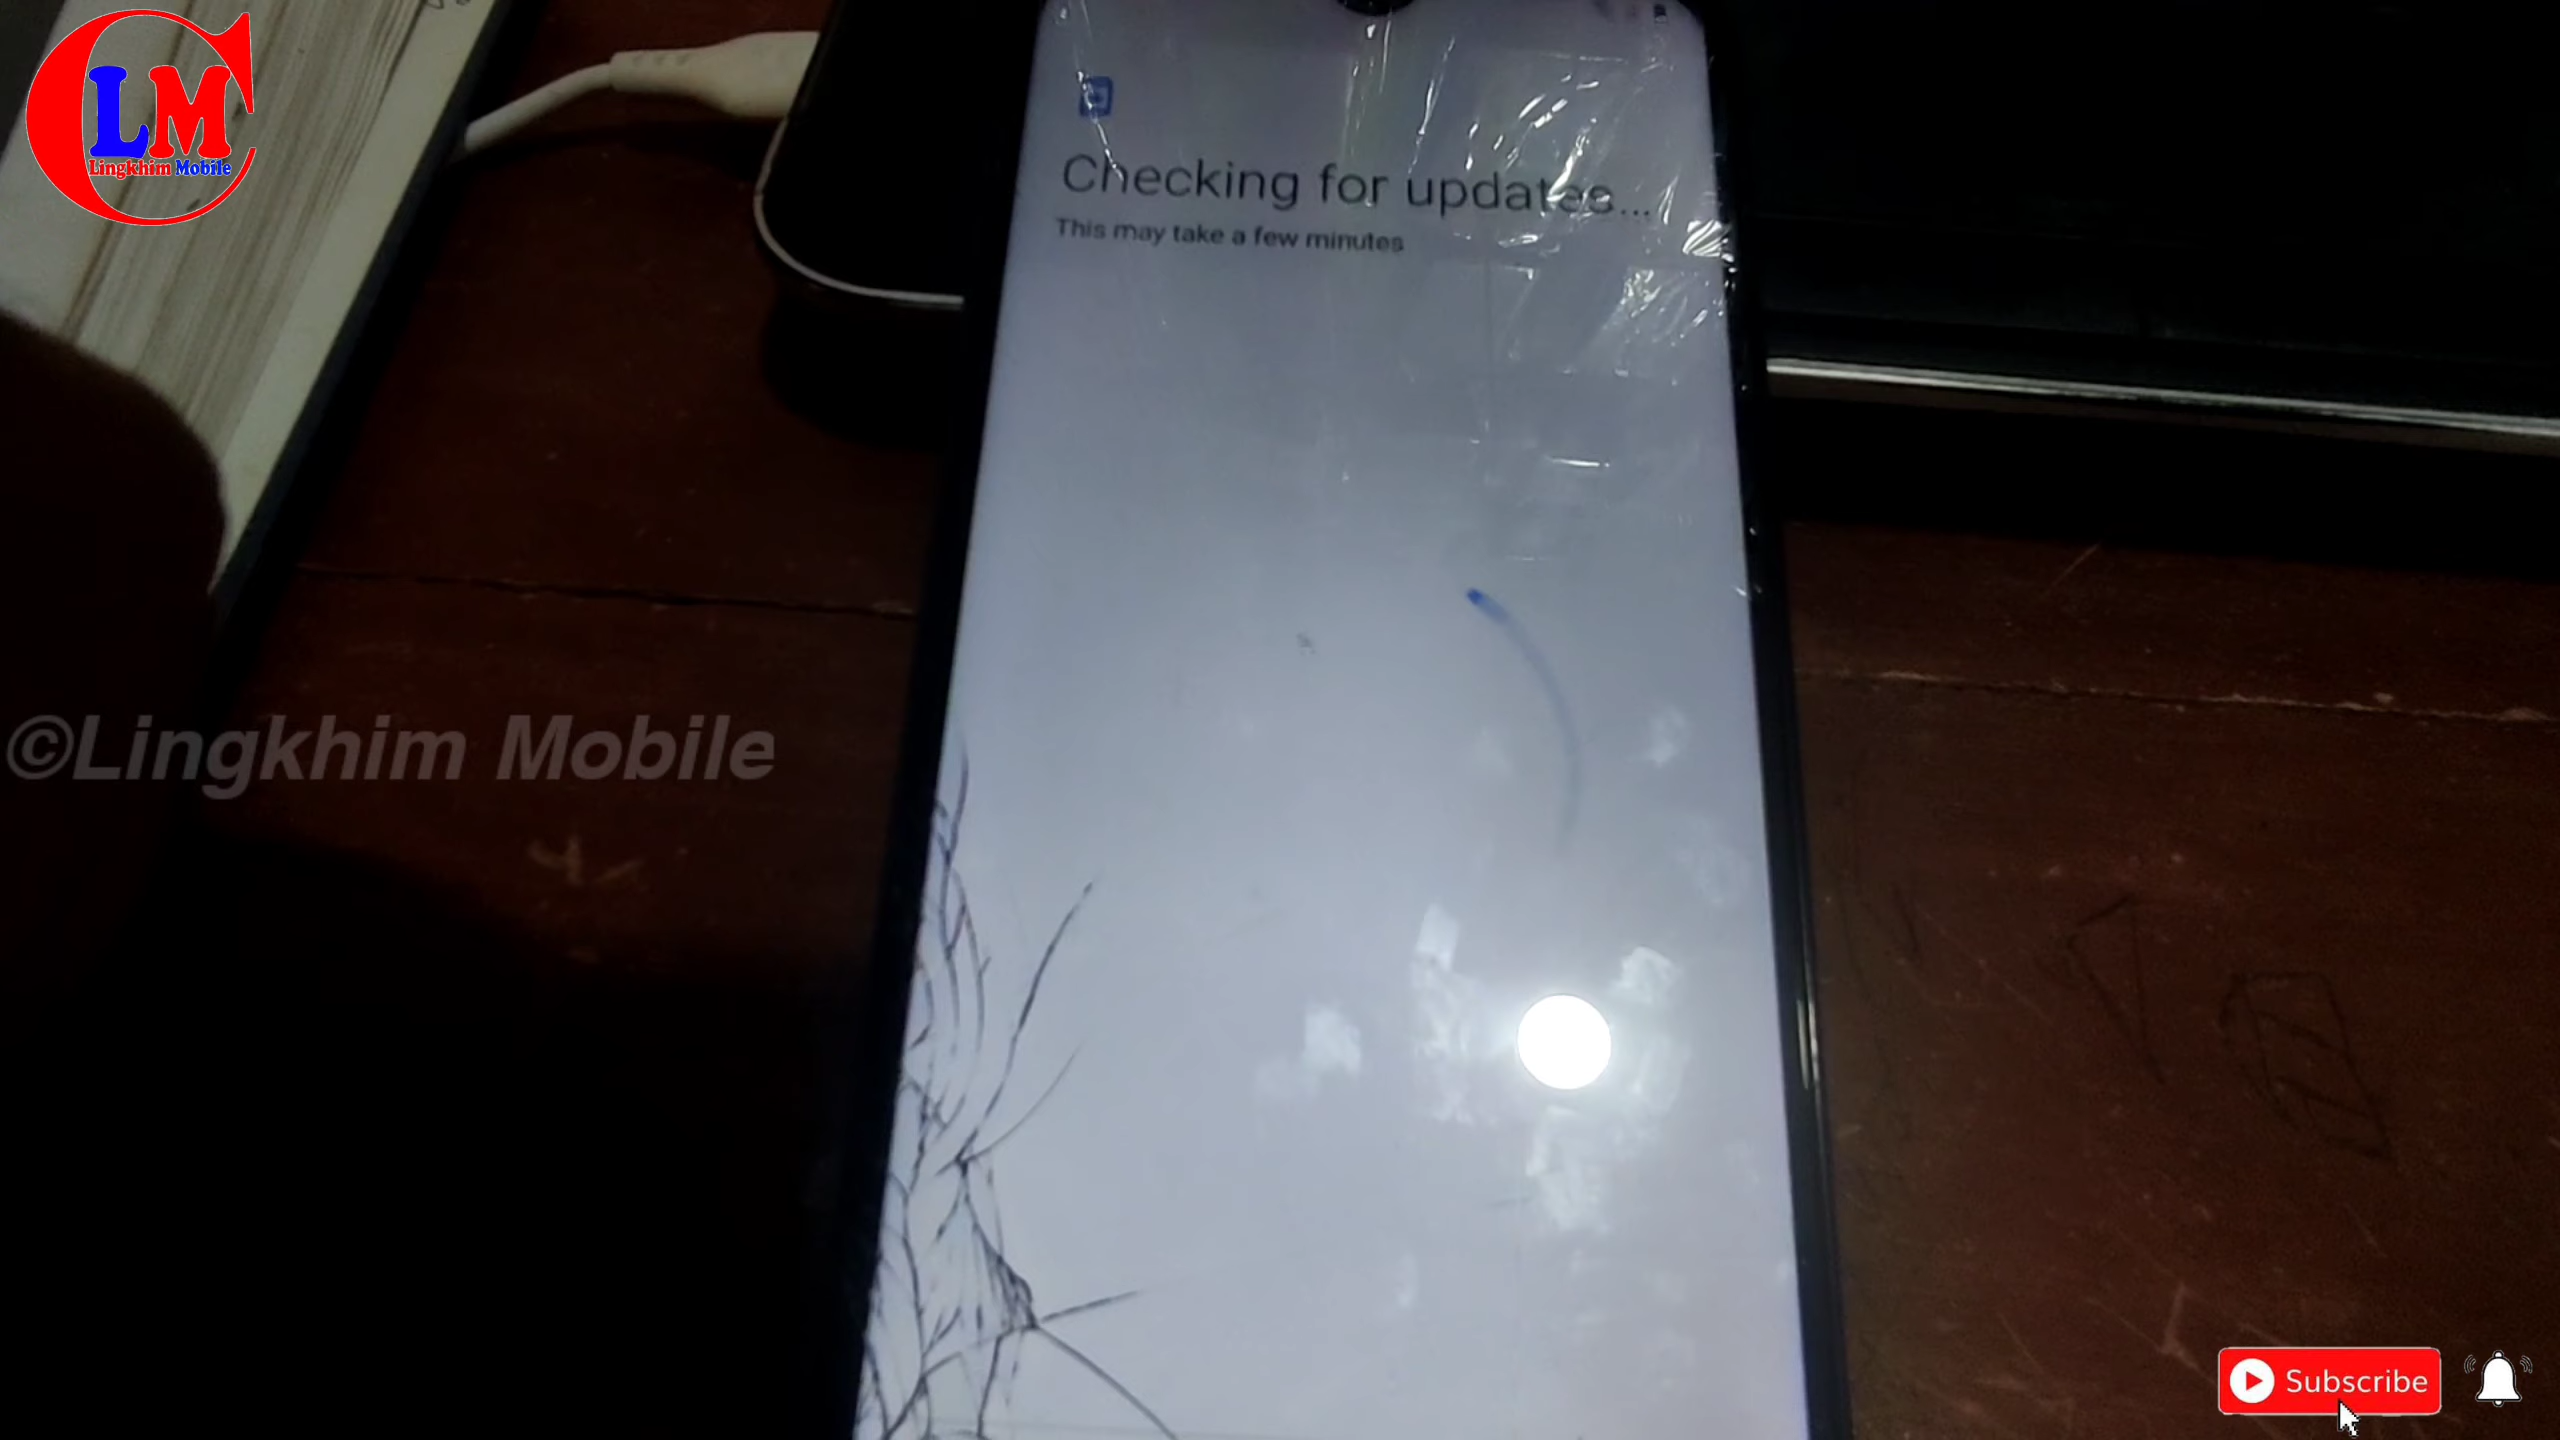 LM
Lingkhim Mobile
Checking for updates...
This may take a few minutes
©Lingkhim Mobile
Subscribe